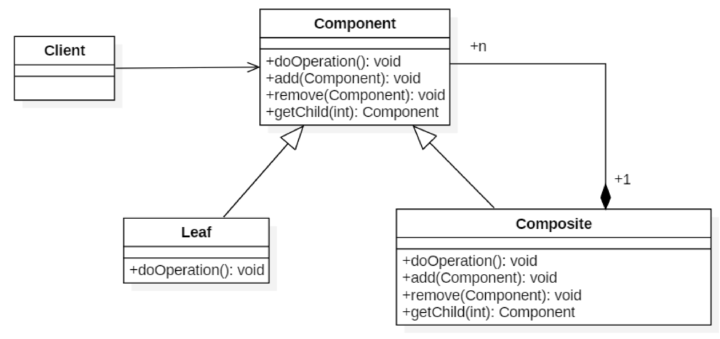 Component
Client
+n
+doOperation(): void
+add(Component): void
+remove(Component): void
+getChild(int): Component
+1
Leaf
+doOperation(): void
Composite
+doOperation(): void
+add(Component): void
+remove(Component): void
+getChild(int): Component